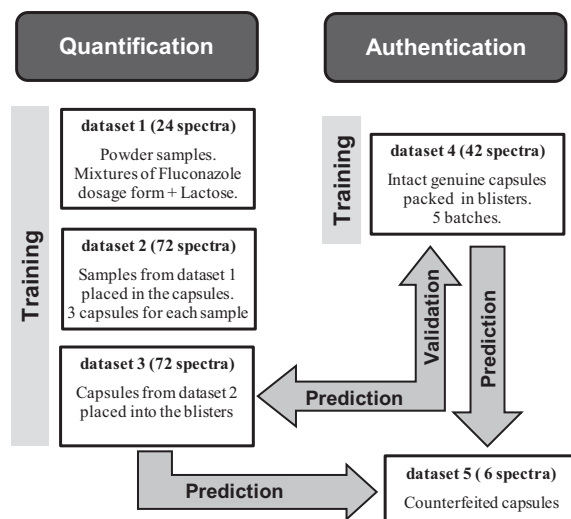 Quantification
Authentication
Training
dataset 1 (24 spectra)
Powder samples.
Mixtures of Fluconazole
dosage form + Lactose.
dataset 2 (72 spectra)
Samples from dataset 1
placed in the capsules.
3 capsules for each sample
dataset 3 (72 spectra)
Capsules from dataset 2
placed into the blisters
Training
dataset 4 (42 spectra)
Intact genuine capsules
packed in blisters.
5 batches.
Validation
Prediction
Prediction
Prediction
dataset 5 ( 6 spectra)
Counterfeited capsules